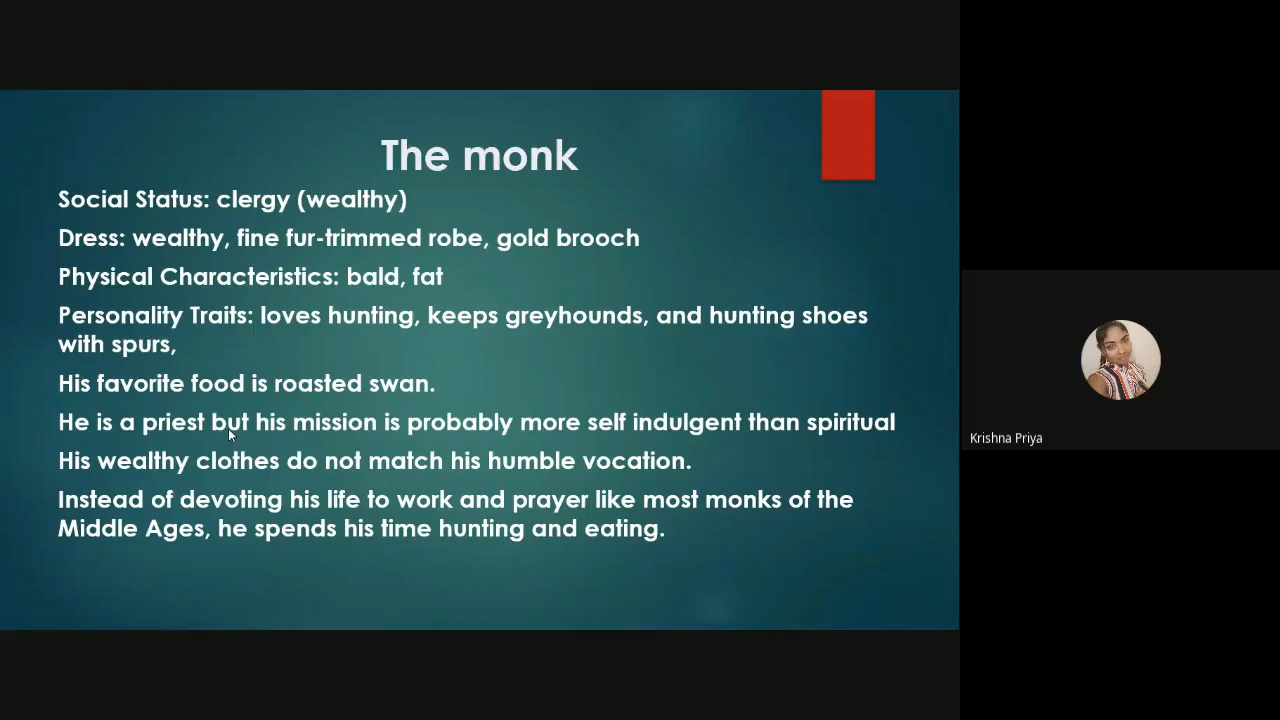 The monk
Social Status: clergy (wealthy)
Dress: wealthy, fine fur-trimmed robe, gold brooch
Physical Characteristics: bald, fat
Personality Traits: loves hunting, keeps greyhounds, and hunting shoes
with spurs,
His favorite food is roasted swan.
He is a priest but his mission is probably more self indulgent than spiritual
His wealthy clothes do not match his humble vocation.
Instead of devoting his life to work and prayer like most monks of the
Middle Ages, he spends his time hunting and eating.
Krishna Priya